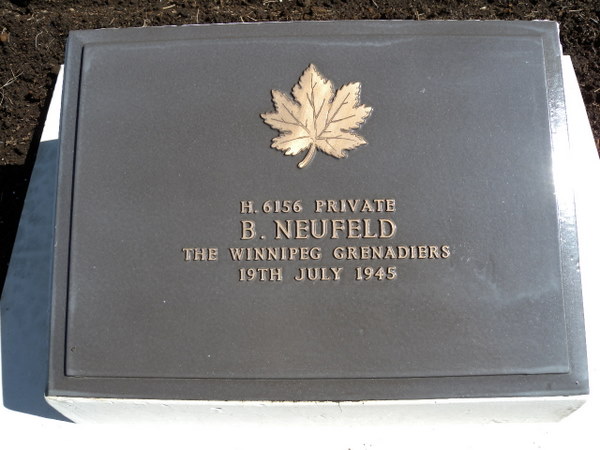 H. 6156 PRIVATE
B. NEUFELD
THE WINNIPEG GRENADIERS
19TH JULY 1945